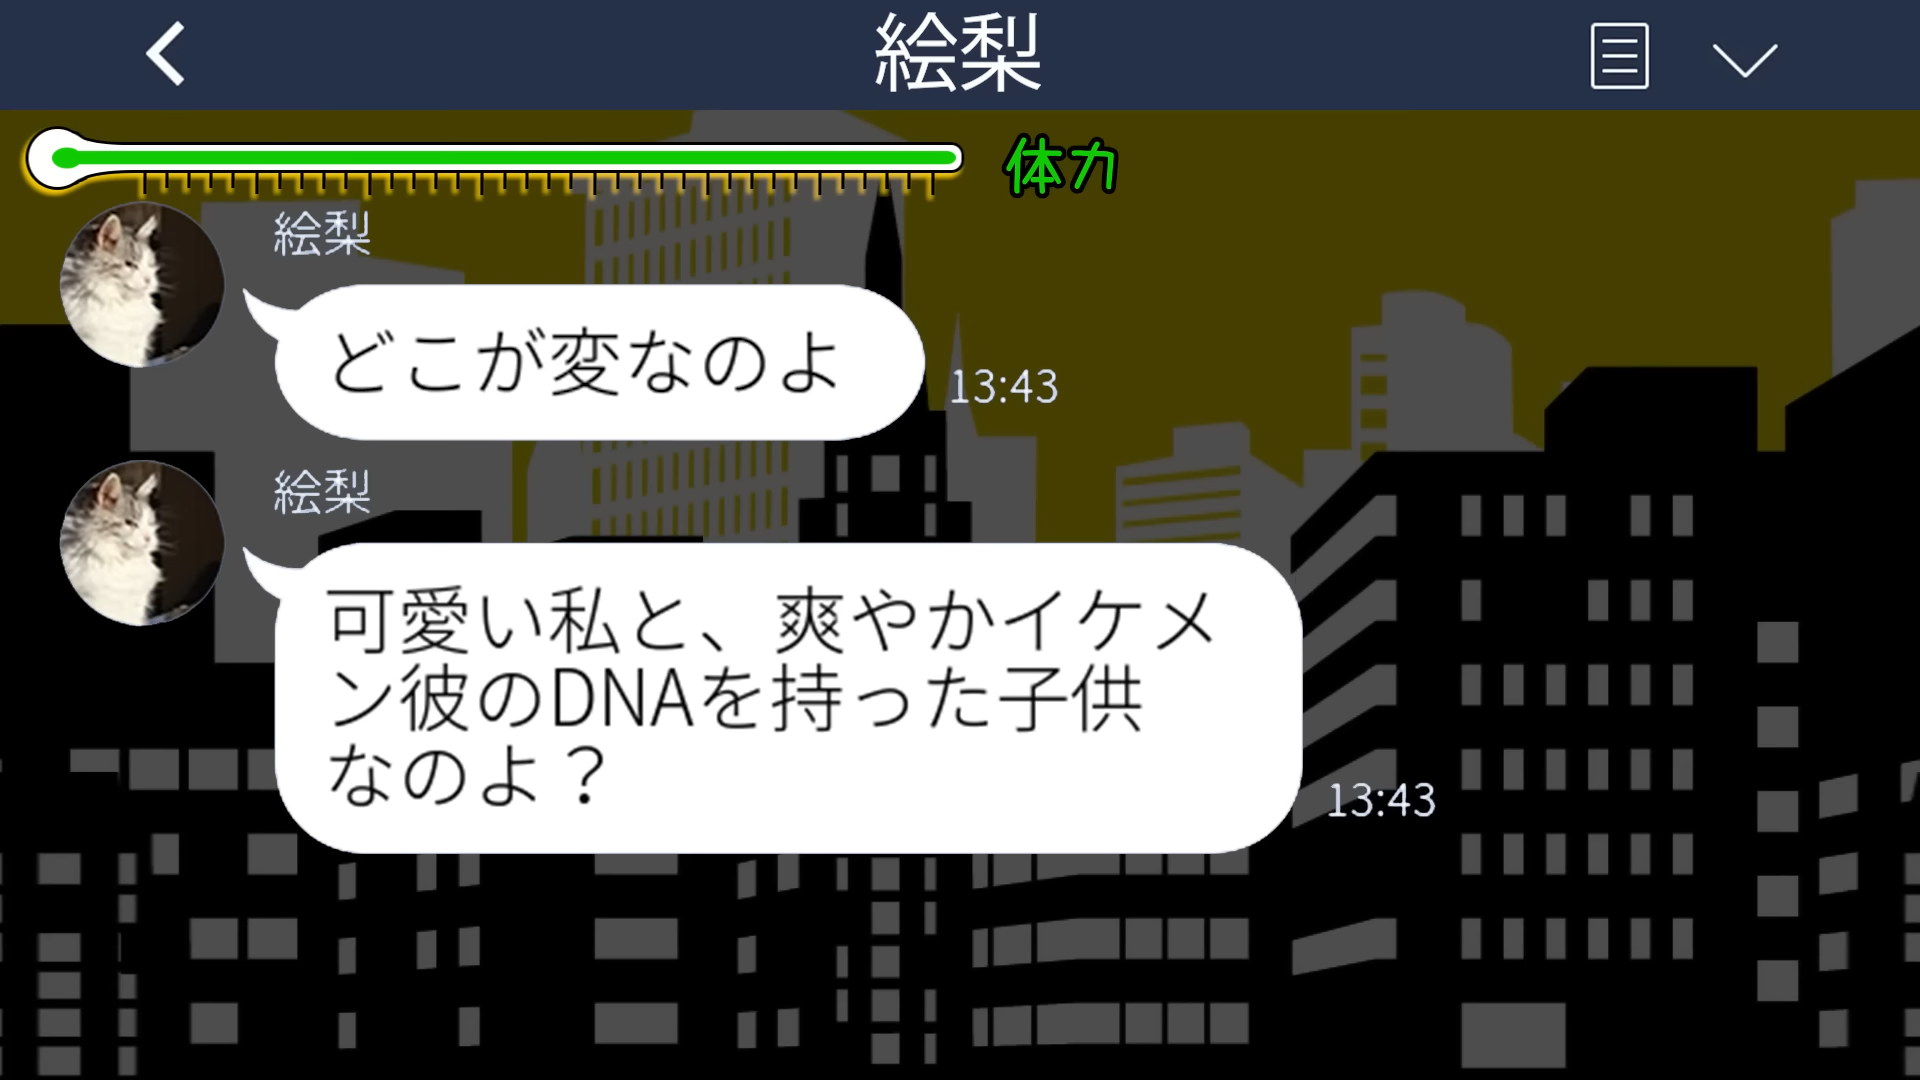 絵梨
体力
絵梨
どこが変なのよ
13:43
絵梨
可愛い私と、爽やかイケメ
ン彼のDNAを持った子供
なのよ？
13:43